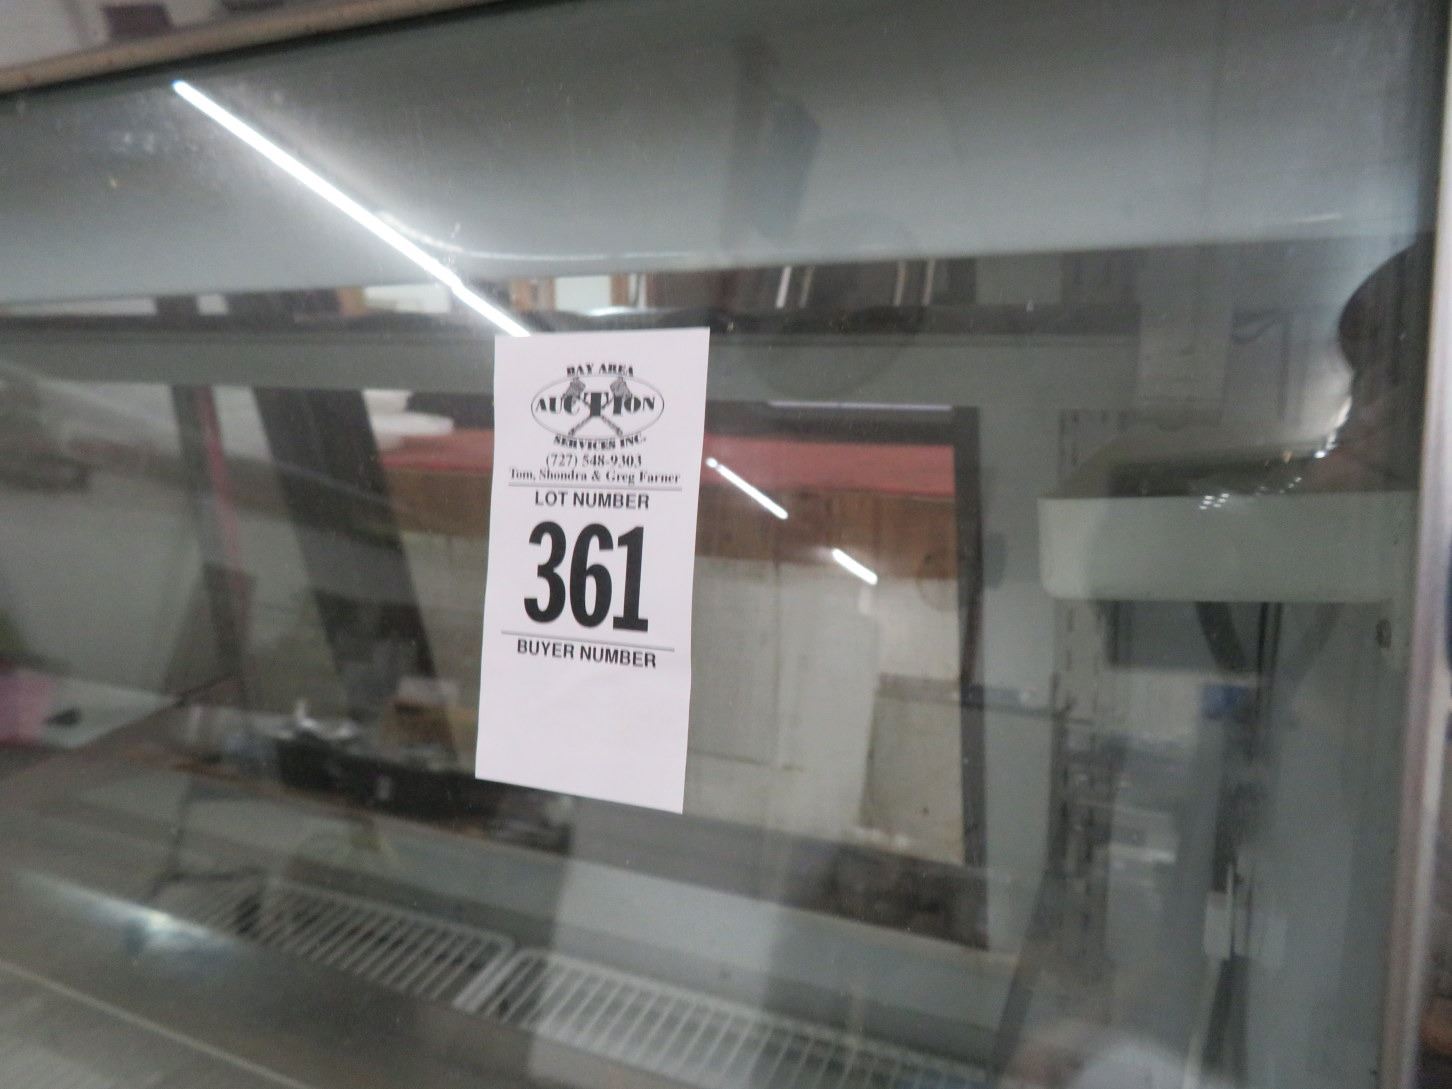 BAY AREA
AUCTION
SERVICES INC.
(727) 548-9303
Tom, Shondra & Greg Farner
LOT NUMBER
361
BUYER NUMBER